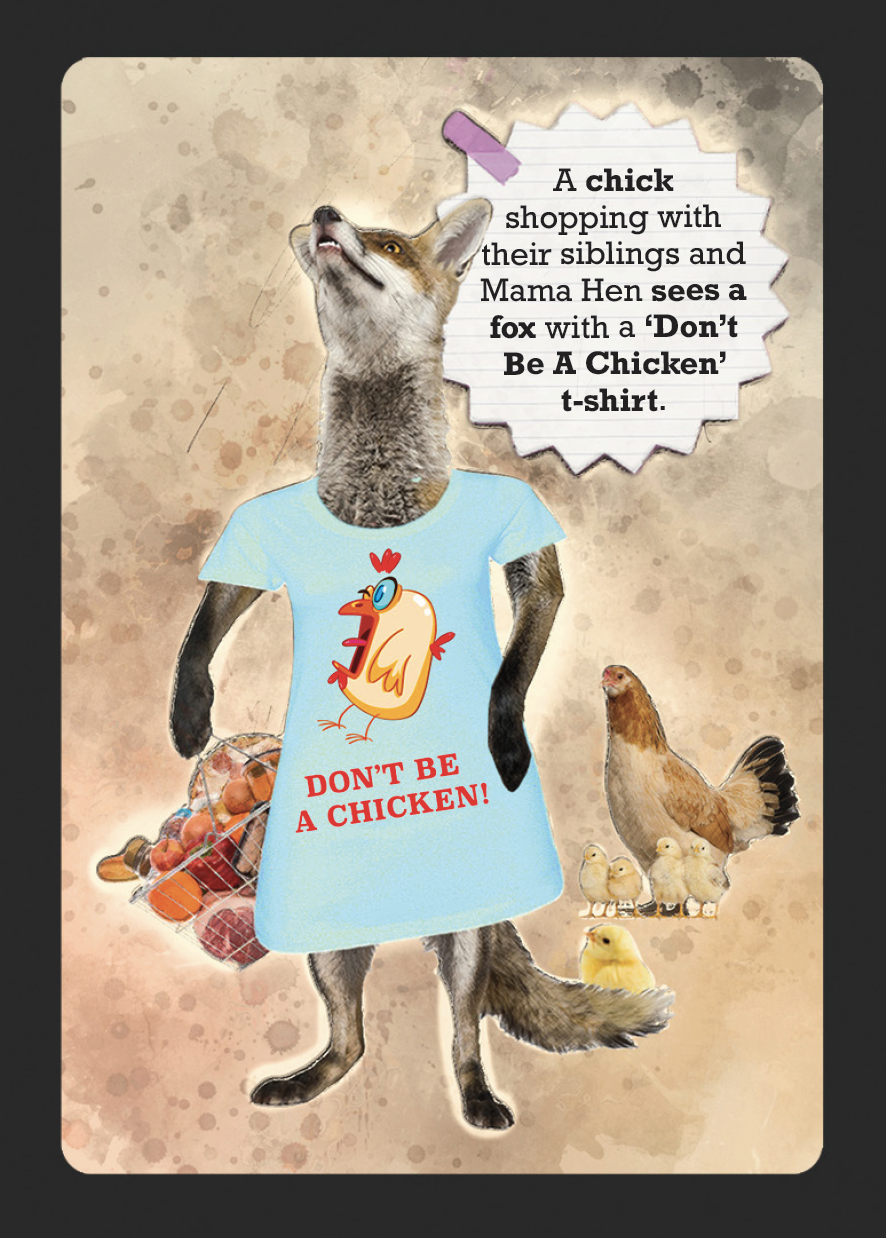 A chick
shopping with
their siblings and
Mama Hen sees a
fox with a ‘Don’t
Be A Chicken’
t-shirt.
DON’T BE
A CHICKEN!